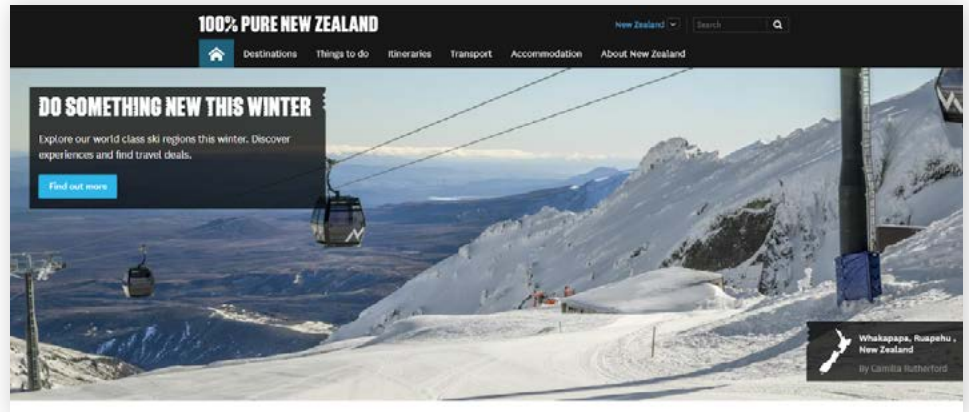 100% PURE NEW ZEALAND
New Zealand
Search
Destinations Things to do Itineraries Transport Accommodation About New Zealand
DO SOMETHING NEW THIS WINTER
Explore our world class ski regions this winter. Discover
experiences and find travel deals.
Find out more
Whakapapa, Ruapehu ,
New Zealand
By Camilla Rutherford